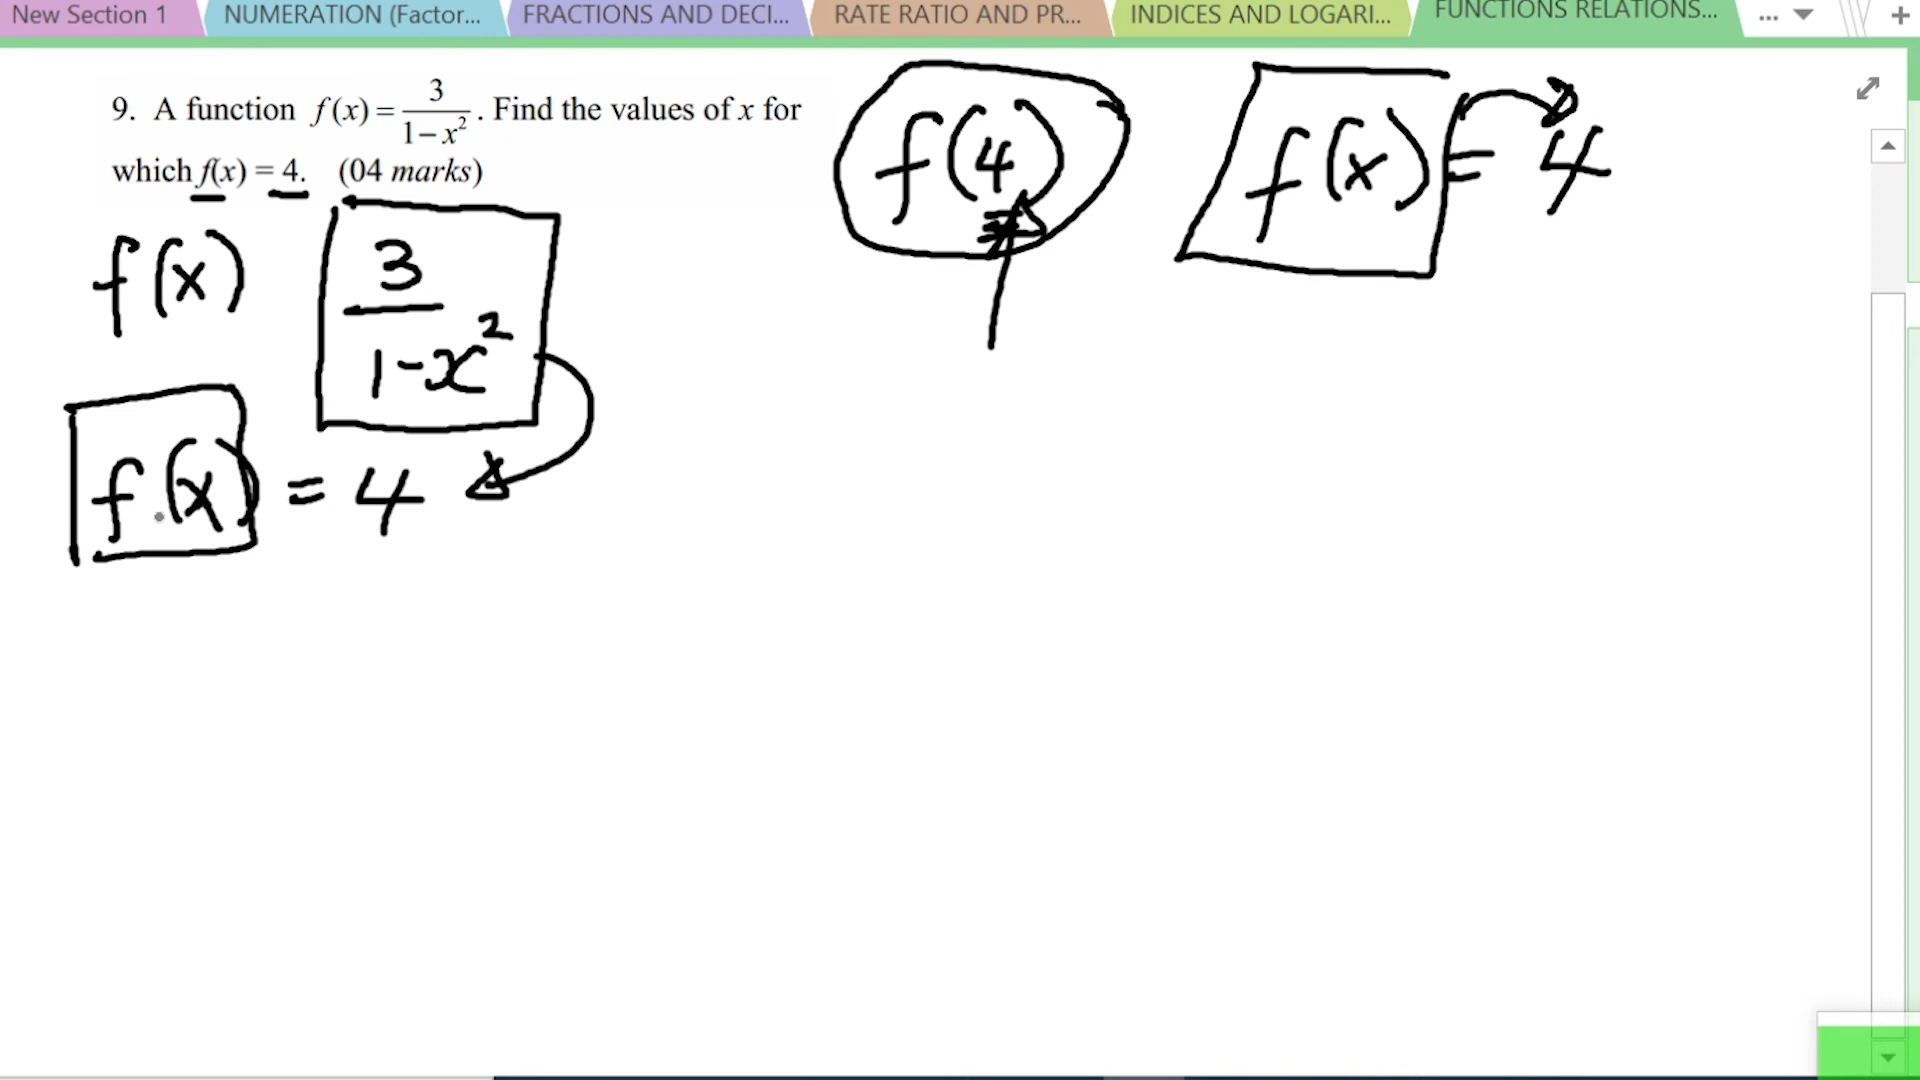 New Section 1 NUMERATION (Factor... FRACTIONS AND DECI... RATE RATIO AND PR... INDICES AND LOGARI... FUNCTIONS RELATIONS... ...
9. A function f(x) = 3/(1 − x²). Find the values of x for
which f(x) = 4. (04 marks)
f(4)
f(x) = 4
f(x) 3/(1-x²)
f(x) = 4